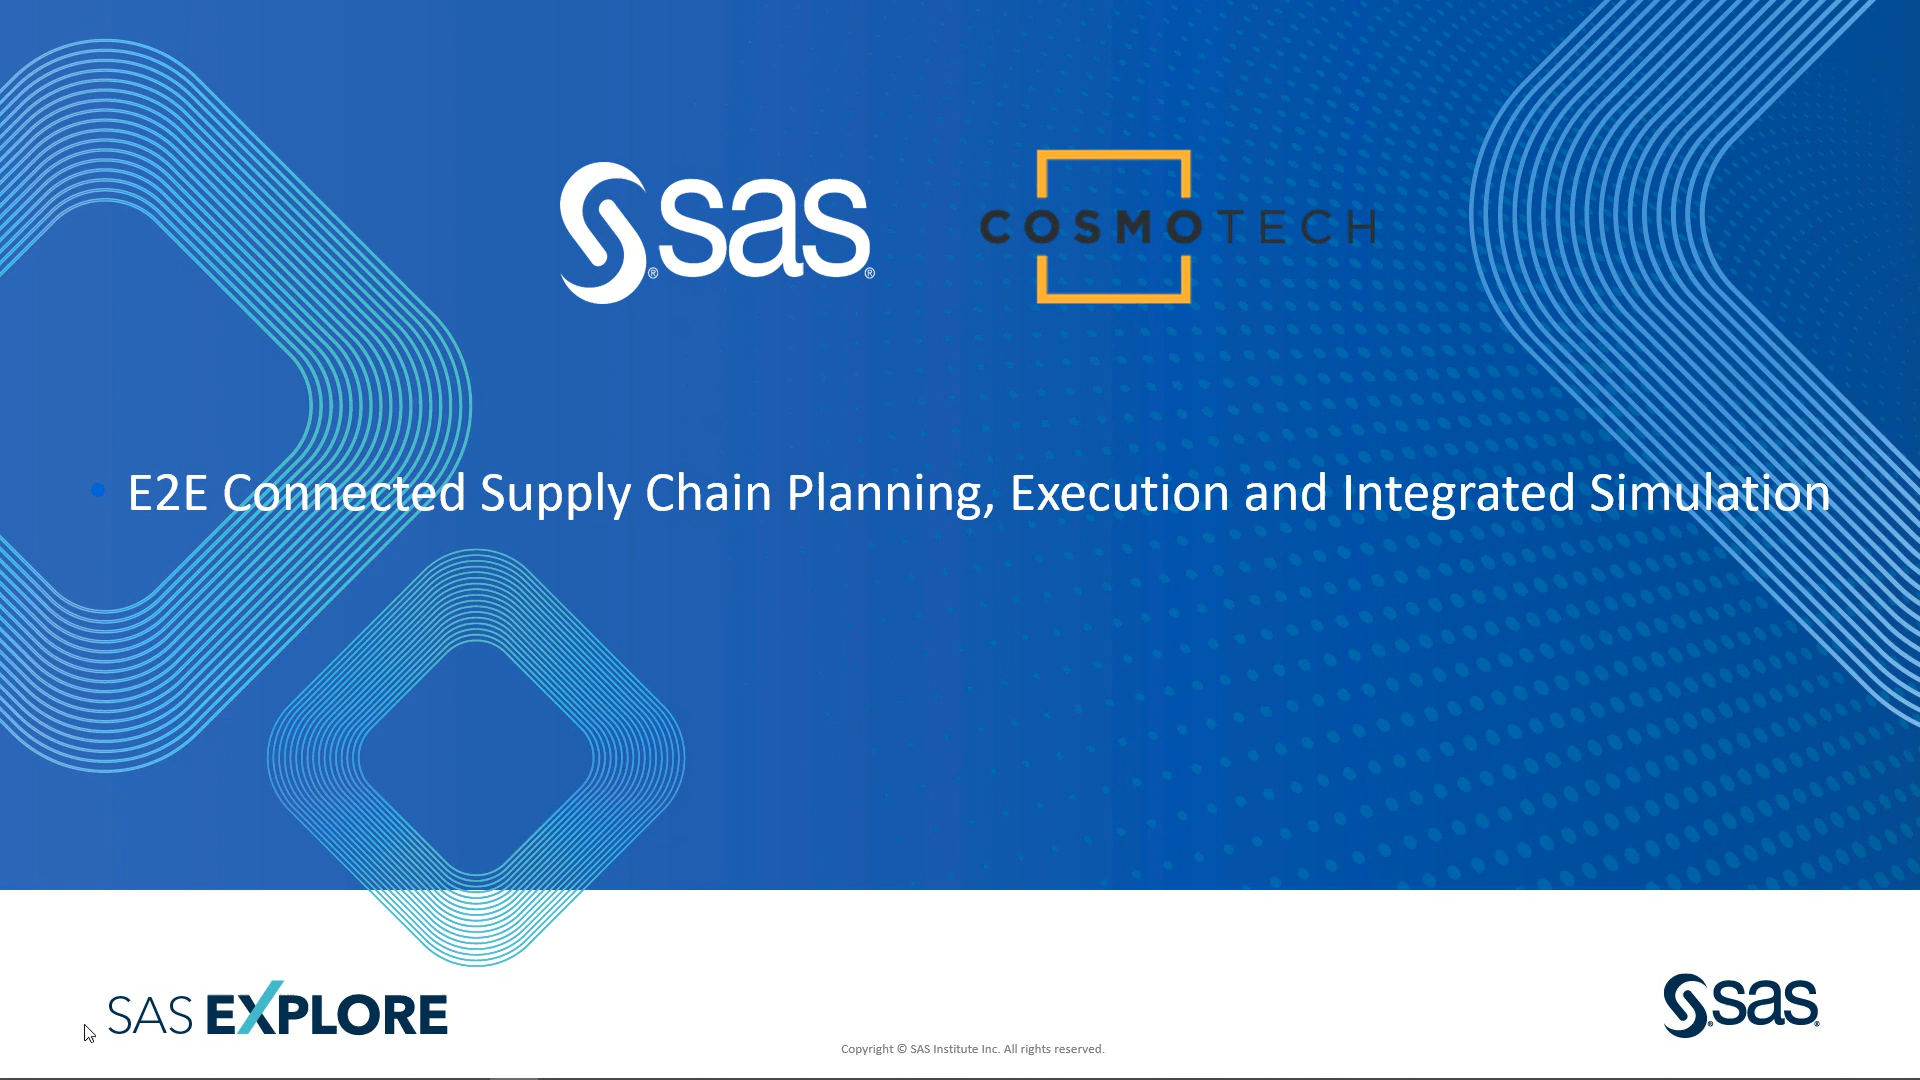 sas
COSMOTECH
• E2E Connected Supply Chain Planning, Execution and Integrated Simulation
SAS EXPLORE
sas
Copyright © SAS Institute Inc. All rights reserved.